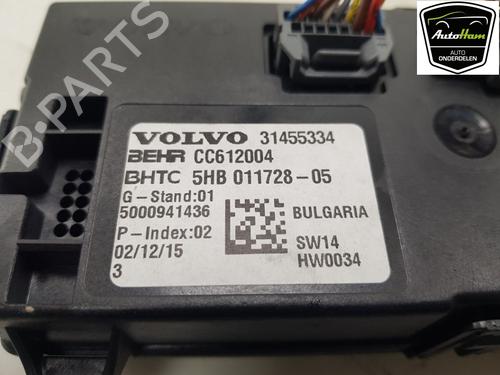 AutoHam
AUTO
ONDERDELEN
B-PARTS
VOLVO 31455334
BEHR CC612004
BHTC 5HB 011728-05
G-Stand:01
5000941436
BULGARIA
P-Index:02
02/12/15
SW14
3
HW0034